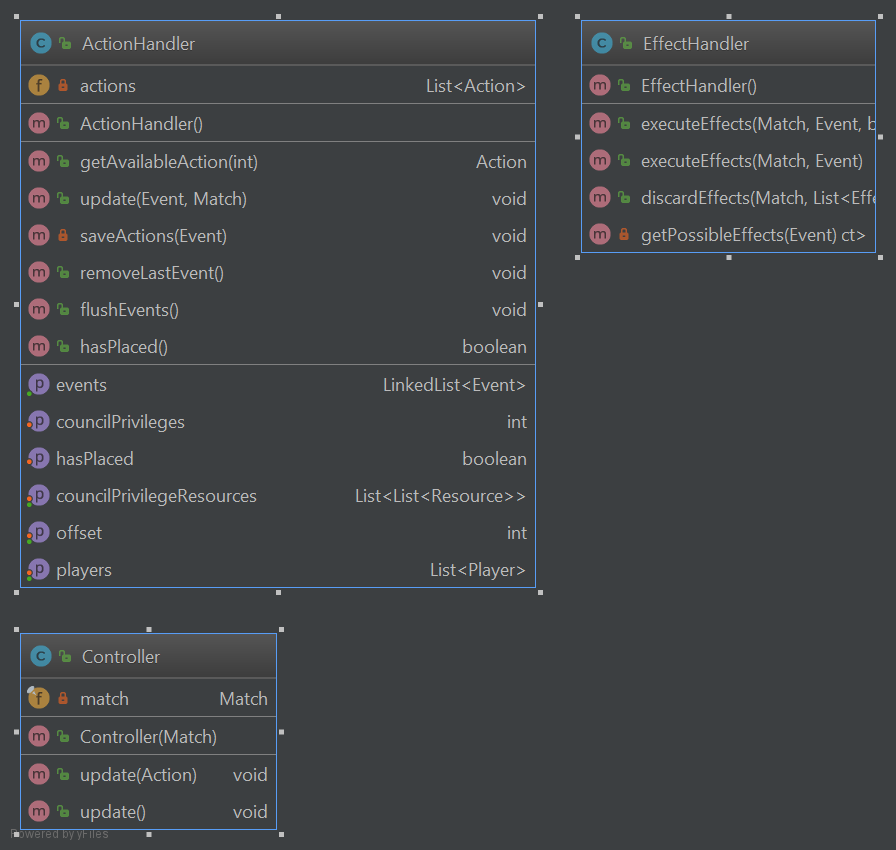 ActionHandler
actions List<Action>
ActionHandler()
getAvailableAction(int) Action
update(Event, Match) void
saveActions(Event) void
removeLastEvent() void
flushEvents() void
hasPlaced() boolean
events LinkedList<Event>
councilPrivileges int
hasPlaced boolean
councilPrivilegeResources List<List<Resource>>
offset int
players List<Player>
EffectHandler
EffectHandler()
executeEffects(Match, Event, b
executeEffects(Match, Event)
discardEffects(Match, List<Effe
getPossibleEffects(Event) ct>
Controller
match Match
Controller(Match)
update(Action) void
update() void
Powered by yFiles